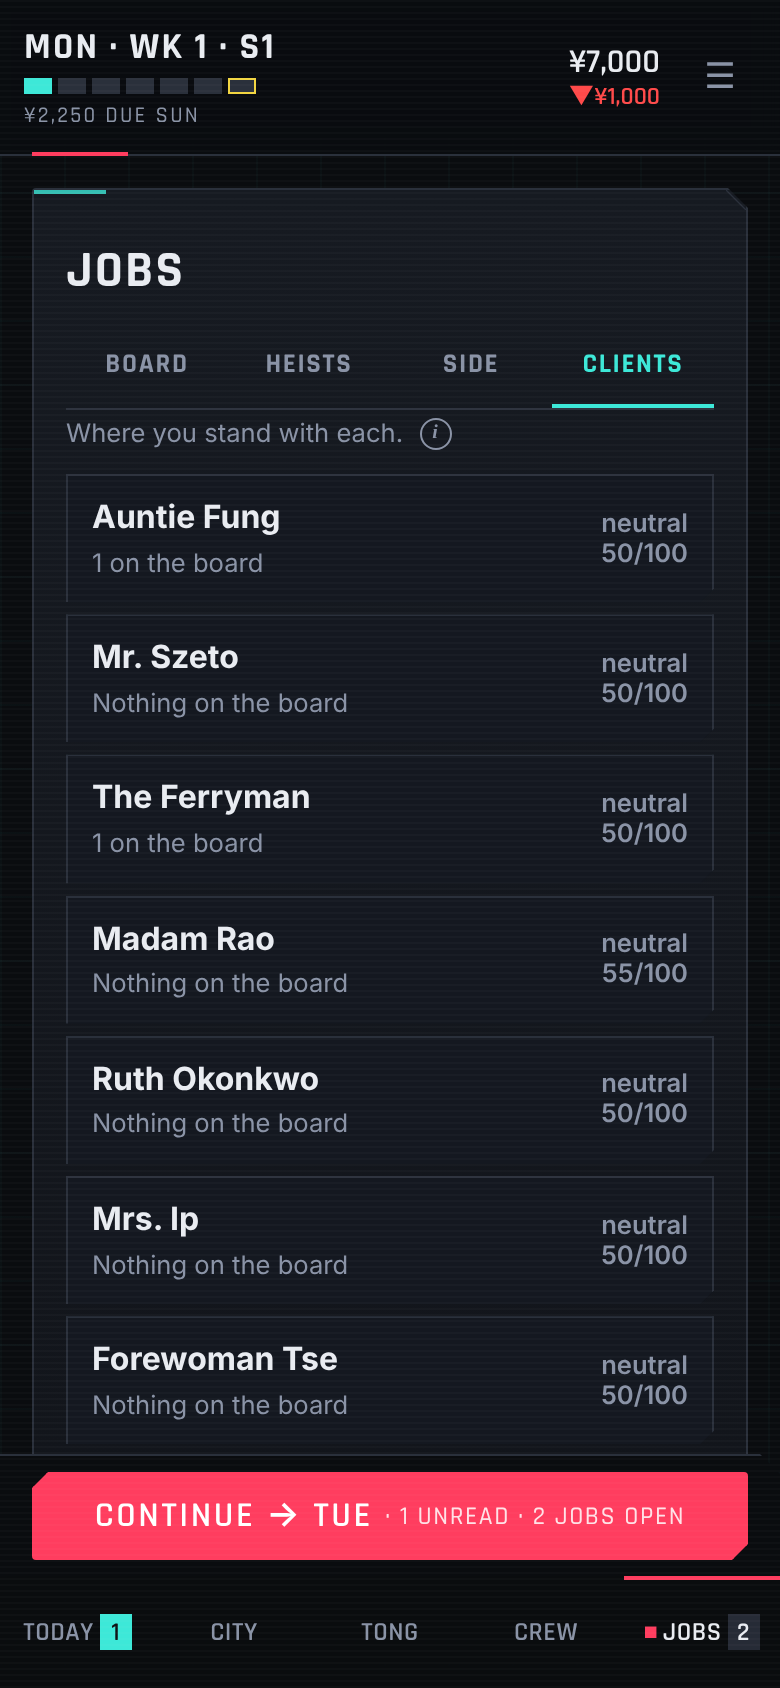 MON · WK 1 · S1
¥2,250 DUE SUN
¥7,000
▼¥1,000
☰
JOBS
BOARD HEISTS SIDE CLIENTS
Where you stand with each. i
Auntie Fung
1 on the board
neutral
50/100
Mr. Szeto
Nothing on the board
neutral
50/100
The Ferryman
1 on the board
neutral
50/100
Madam Rao
Nothing on the board
neutral
55/100
Ruth Okonkwo
Nothing on the board
neutral
50/100
Mrs. Ip
Nothing on the board
neutral
50/100
Forewoman Tse
Nothing on the board
neutral
50/100
CONTINUE → TUE · 1 UNREAD · 2 JOBS OPEN
TODAY 1 CITY TONG CREW JOBS 2